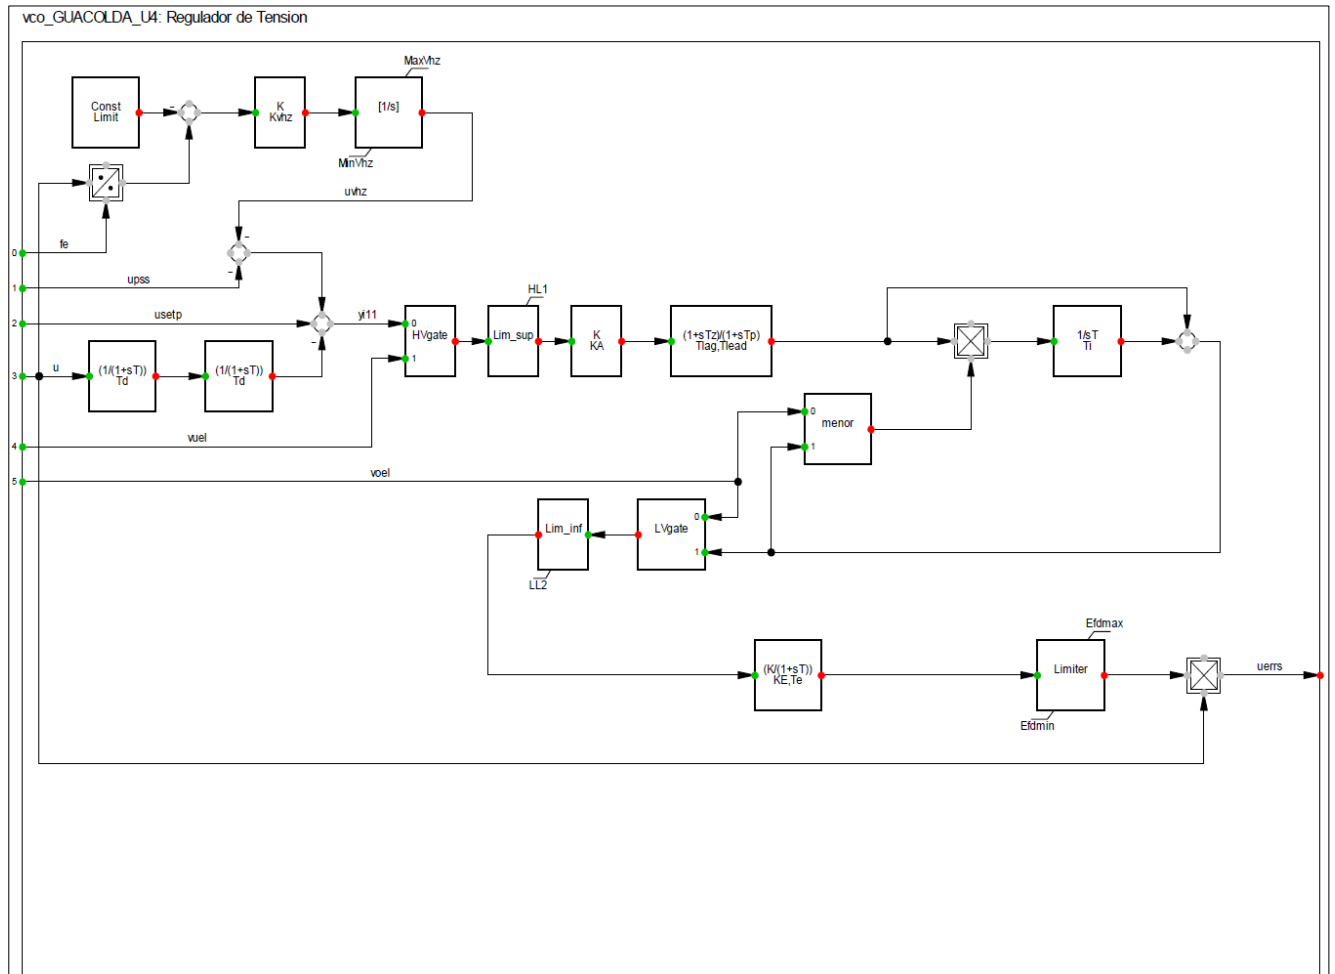 vco_GUACOLDA_U4: Regulador de Tension
MaxVhz
Const
Limit
-
K
Kvhz
[1/s]
MinVhz
uvhz
-
0
fe
-
1
upss
HL1
2
usetp
yi11
0
HVgate
1
Lim_sup
K
KA
(1+sTz)/(1+sTp)
Tlag,Tlead
1/sT
Ti
-
3
u
(1/(1+sT))
Td
(1/(1+sT))
Td
0
menor
1
4
vuel
5
voel
Lim_inf
LL2
0
LVgate
1
Efdmax
(K/(1+sT))
KE,Te
Limiter
Efdmin
uerrs